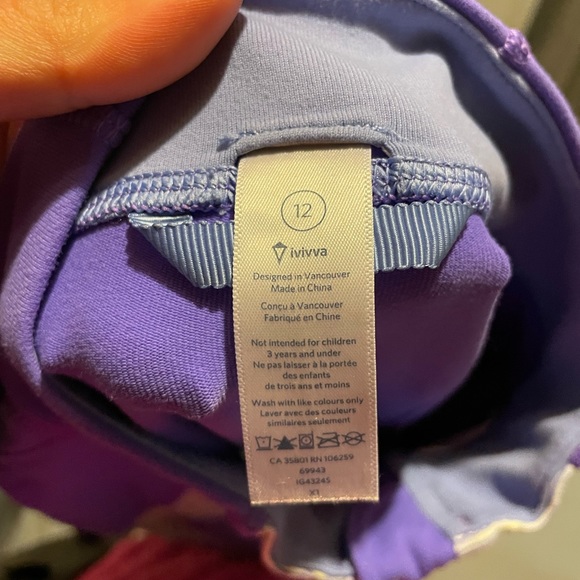 12
ivivva
Designed in Vancouver
Made in China
Conçu à Vancouver
Fabriqué en Chine
Not intended for children
3 years and under
Ne pas laisser à la portée
des enfants
de trois ans et moins
Wash with like colours only
Laver avec des couleurs
similaires seulement
CA 35801 RN 106259
69943
IG43245
X1